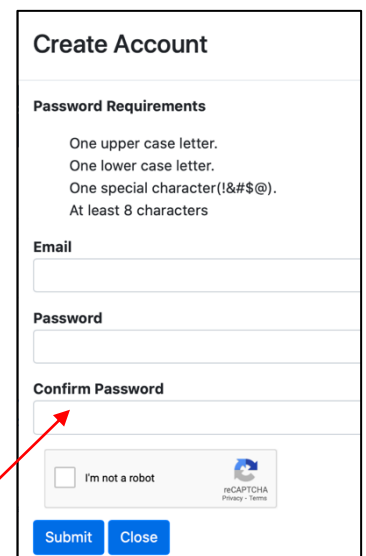 Create Account
Password Requirements
One upper case letter.
One lower case letter.
One special character(!&#$@).
At least 8 characters
Email
Password
Confirm Password
I'm not a robot
reCAPTCHA
Privacy - Terms
Submit Close